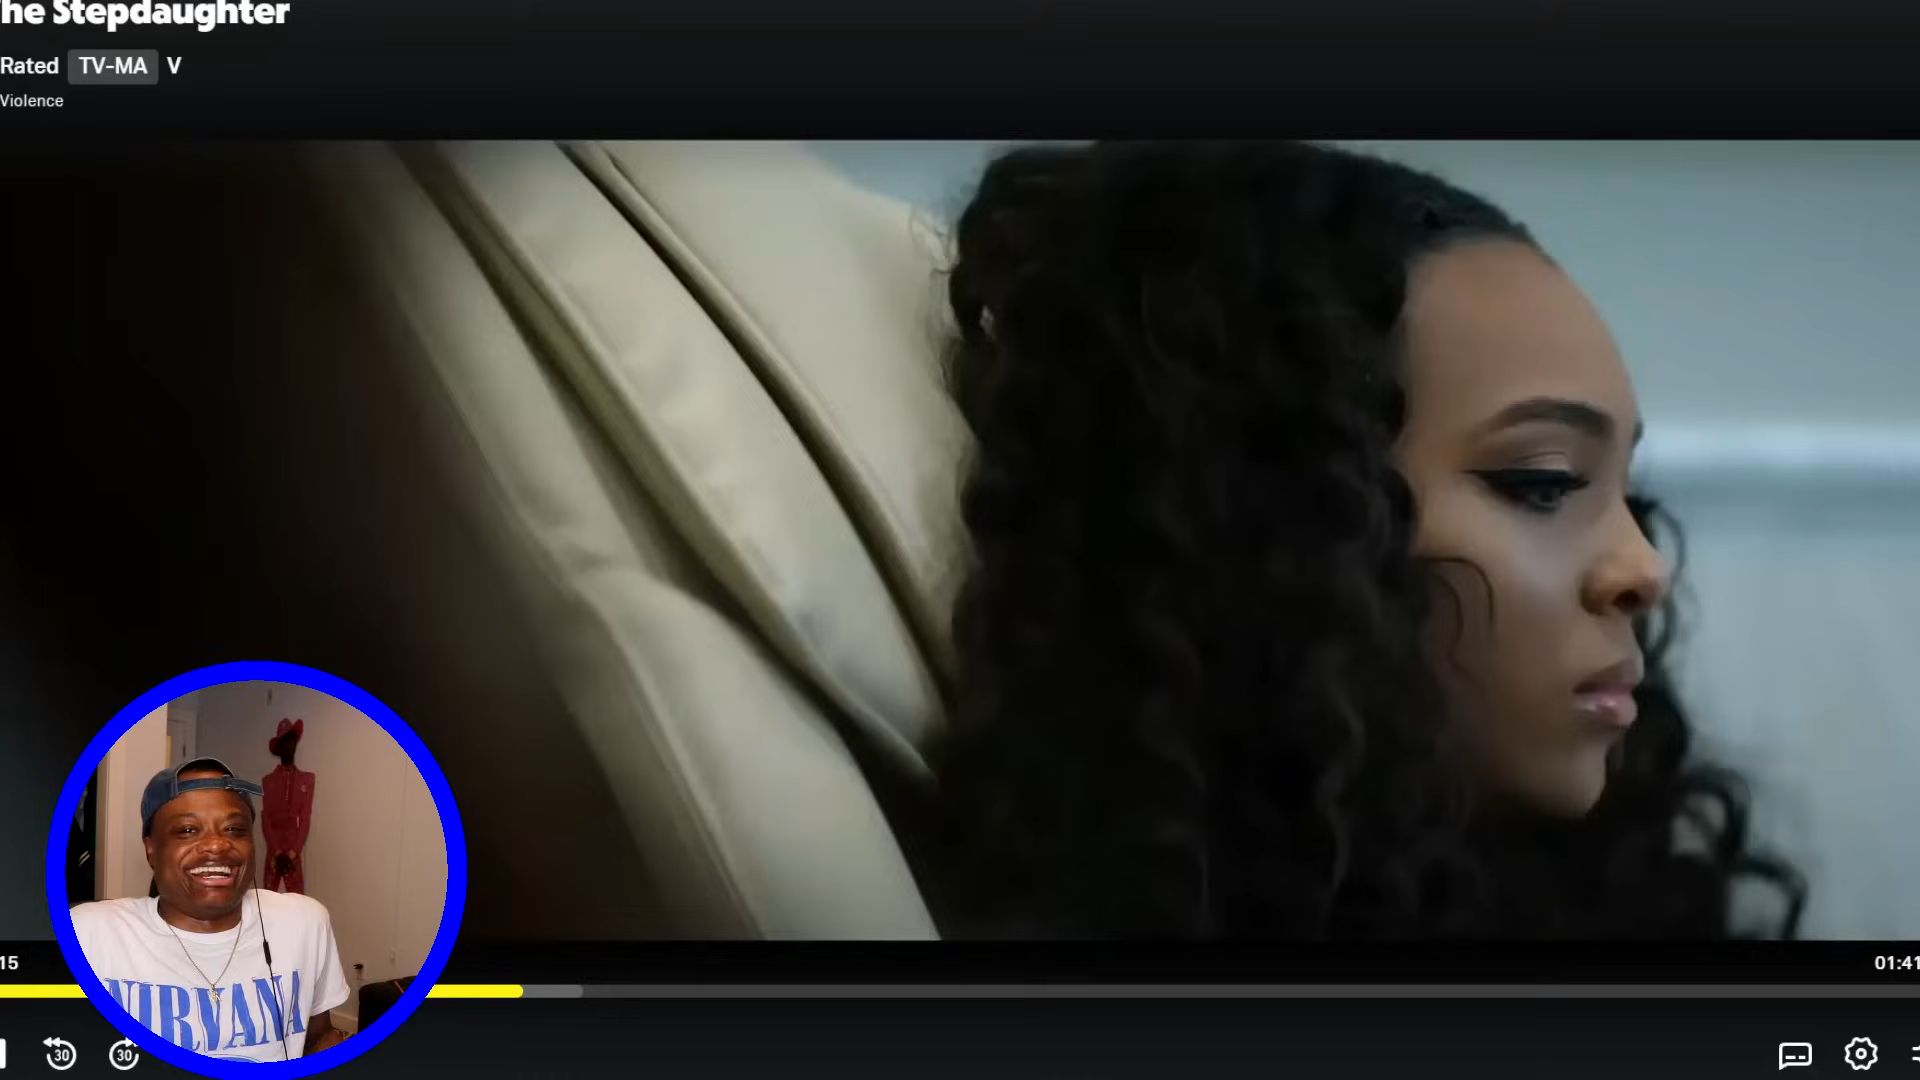 he Stepdaughter
Rated TV-MA V
Violence
15
01:41
NIRVANA
30
30